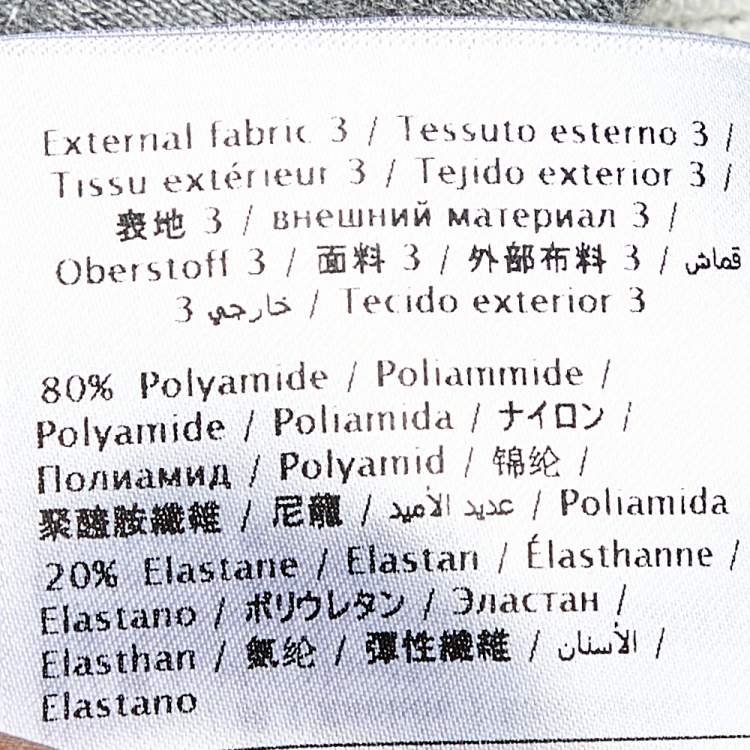 External fabric 3 / Tessuto esterno 3 /
Tissu extérieur 3 / Tejido exterior 3 /
表地 3 / внешний материал 3 /
Oberstoff 3 / 面料 3 / 外部布料 3 / قماش
خارجي 3 / Tecido exterior 3
80% Polyamide / Poliammide /
Polyamide / Poliamida / ナイロン /
Полиамид / Polyamid / 锦纶 /
聚醯胺纖維 / 尼龍 / عديد الأميد / Poliamida
20% Elastane / Elastan / Élasthanne /
Elastano / ポリウレタン / Эластан /
Elasthan / 氨纶 / 彈性纖維 / الأسنان /
Elastano